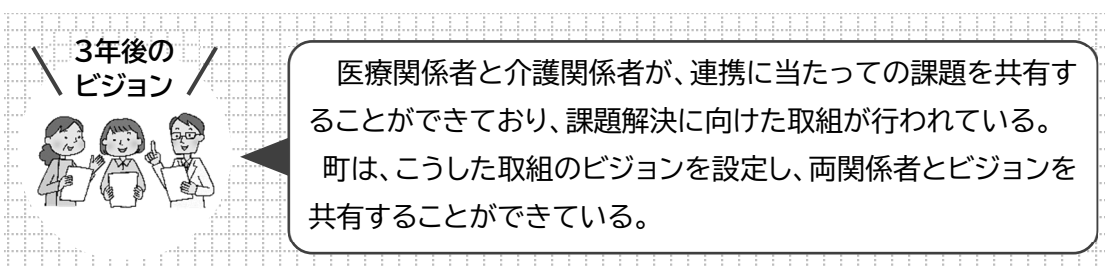 3年後の
ビジョン
医療関係者と介護関係者が、連携に当たっての課題を共有す
ることができており、課題解決に向けた取組が行われている。
町は、こうした取組のビジョンを設定し、両関係者とビジョンを
共有することができている。